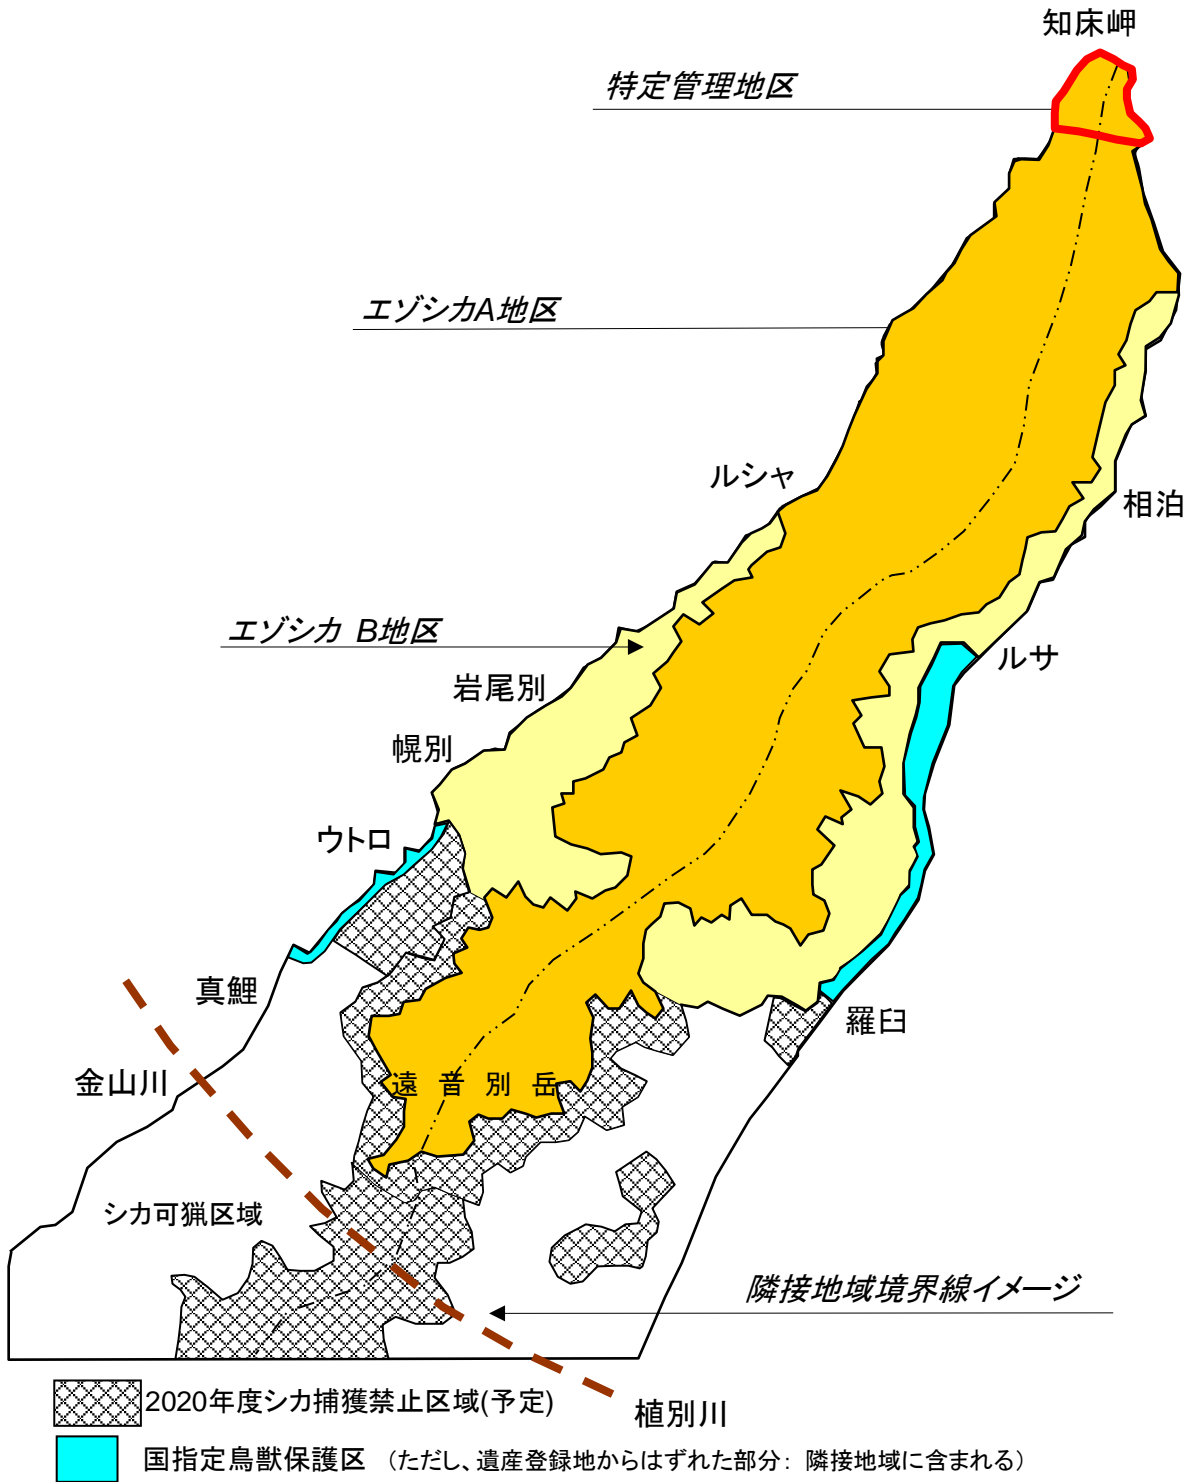 知床岬
特定管理地区
エゾシカA地区
ルシャ
相泊
エゾシカ B地区
ルサ
岩尾別
幌別
ウトロ
真鯉
羅臼
金山川
遠音別岳
シカ可猟区域
隣接地域境界線イメージ
2020年度シカ捕獲禁止区域(予定)
植別川
国指定鳥獣保護区 (ただし、遺産登録地からはずれた部分: 隣接地域に含まれる)